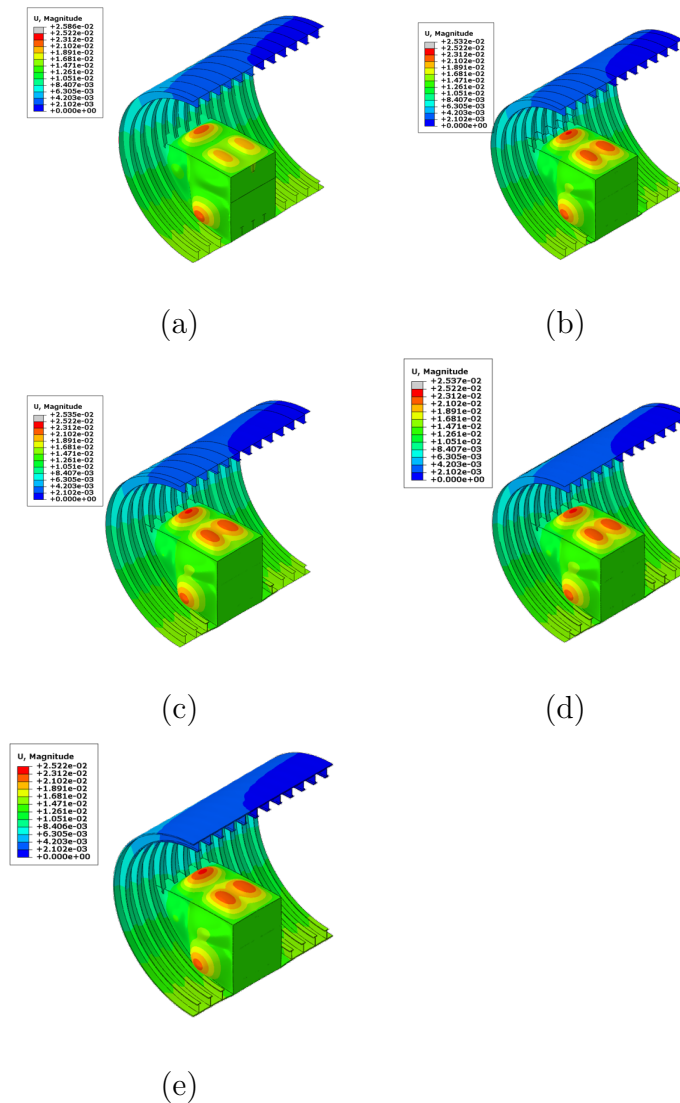 U, Magnitude
+2.586e-02
+2.522e-02
+2.312e-02
+2.102e-02
+1.891e-02
+1.681e-02
+1.471e-02
+1.261e-02
+1.051e-02
+8.407e-03
+6.305e-03
+4.203e-03
+2.102e-03
+0.000e+00
(a)
U, Magnitude
+2.532e-02
+2.522e-02
+2.312e-02
+2.102e-02
+1.891e-02
+1.681e-02
+1.471e-02
+1.261e-02
+1.051e-02
+8.407e-03
+6.305e-03
+4.203e-03
+2.102e-03
+0.000e+00
(b)
U, Magnitude
+2.535e-02
+2.522e-02
+2.312e-02
+2.102e-02
+1.891e-02
+1.681e-02
+1.471e-02
+1.261e-02
+1.051e-02
+8.407e-03
+6.305e-03
+4.203e-03
+2.102e-03
+0.000e+00
(c)
U, Magnitude
+2.537e-02
+2.522e-02
+2.312e-02
+2.102e-02
+1.891e-02
+1.681e-02
+1.471e-02
+1.261e-02
+1.051e-02
+8.407e-03
+6.305e-03
+4.203e-03
+2.102e-03
+0.000e+00
(d)
U, Magnitude
+2.522e-02
+2.312e-02
+2.102e-02
+1.891e-02
+1.681e-02
+1.471e-02
+1.261e-02
+1.051e-02
+8.406e-03
+6.305e-03
+4.203e-03
+2.102e-03
+0.000e+00
(e)